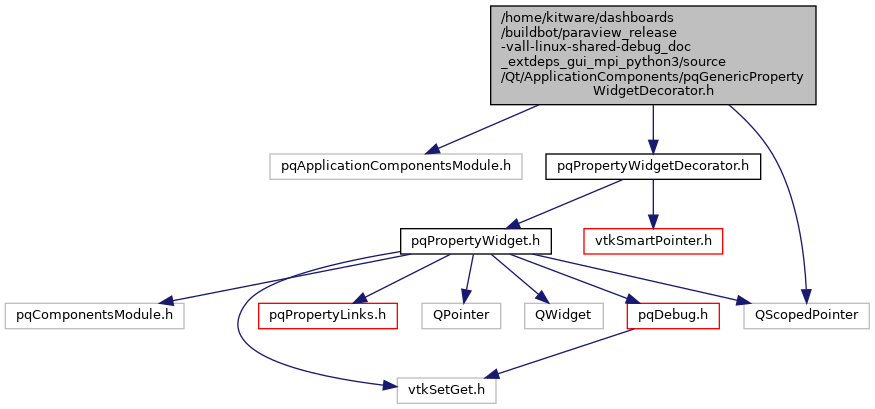 /home/kitware/dashboards
/buildbot/paraview_release
-vall-linux-shared-debug_doc
_extdeps_gui_mpi_python3/source
/Qt/ApplicationComponents/pqGenericProperty
WidgetDecorator.h
pqApplicationComponentsModule.h
pqPropertyWidgetDecorator.h
pqPropertyWidget.h
vtkSmartPointer.h
pqComponentsModule.h
pqPropertyLinks.h
QPointer
QWidget
pqDebug.h
QScopedPointer
vtkSetGet.h